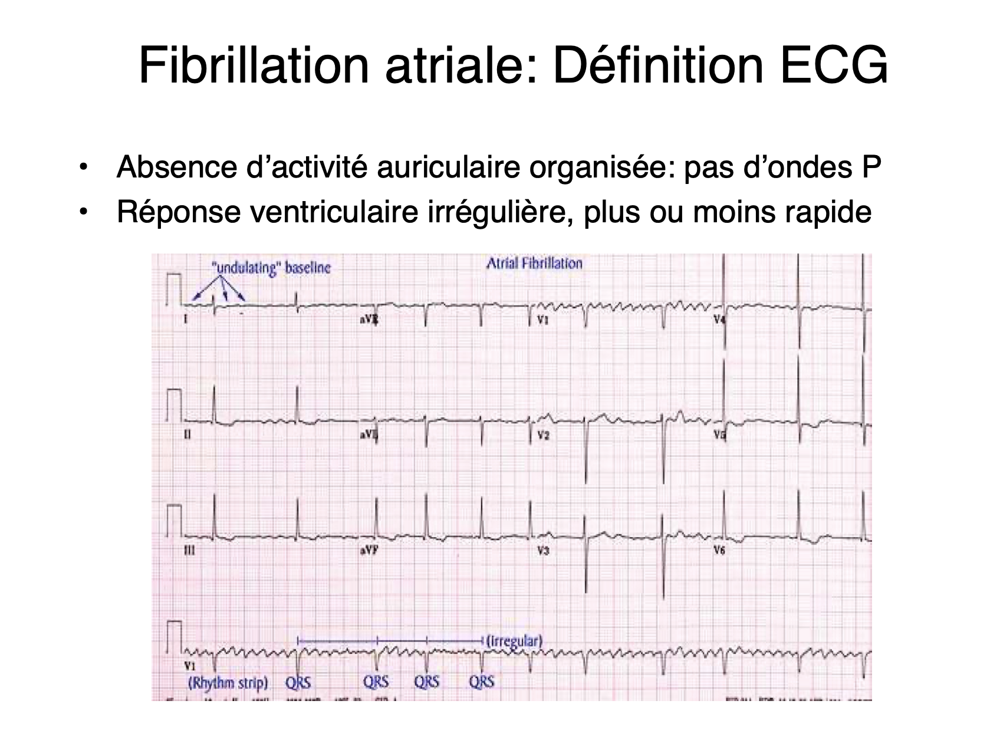 Fibrillation atriale: Définition ECG
• Absence d’activité auriculaire organisée: pas d’ondes P
• Réponse ventriculaire irrégulière, plus ou moins rapide
"undulating" baseline
Atrial Fibrillation
I aVR V1 V4
II aVL V2 V5
III aVF V3 V6
(irregular)
V1
(Rhythm strip) QRS QRS QRS QRS